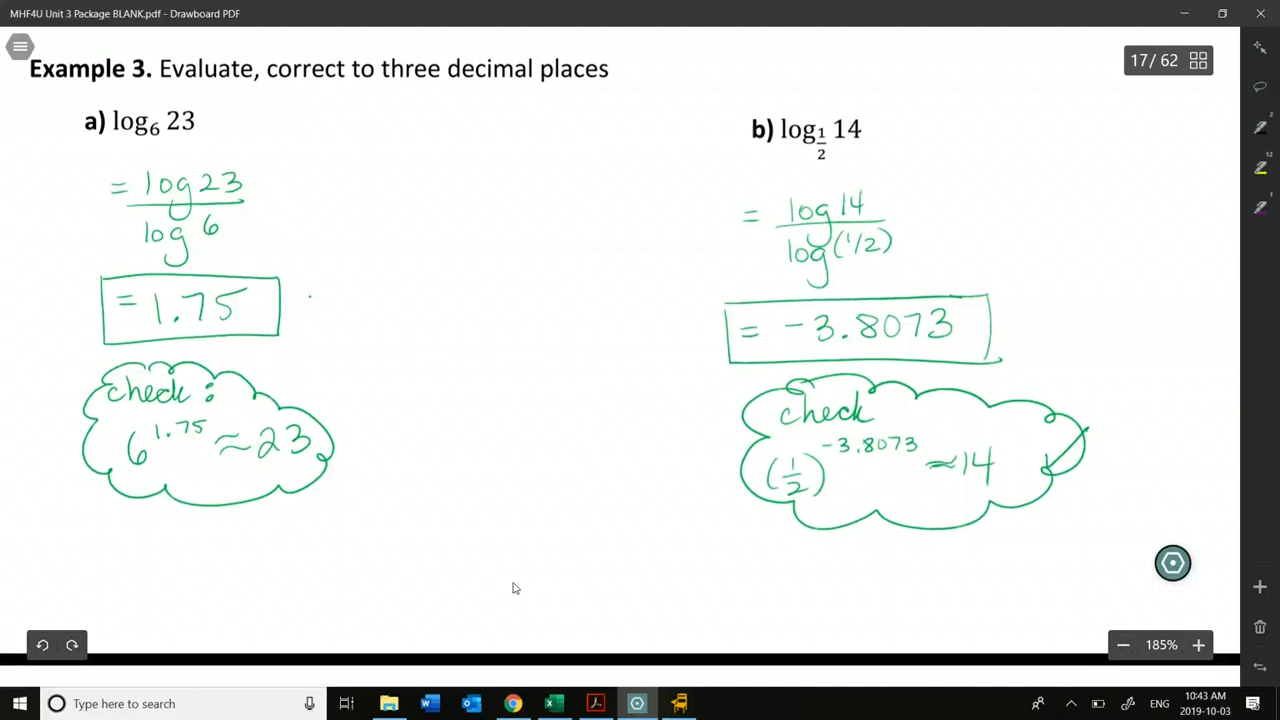 MHF4U Unit 3 Package BLANK.pdf - Drawboard PDF
Example 3. Evaluate, correct to three decimal places
17/ 62
a) log₆ 23
= log 23
log 6
= 1.75
check :
6^1.75 ≈ 23
b) log½ 14
= log 14
log (1/2)
= -3.8073
check
(1/2)^-3.8073 ≈ 14
185%
Type here to search
ENG
10:43 AM
2019-10-03
2
12
1